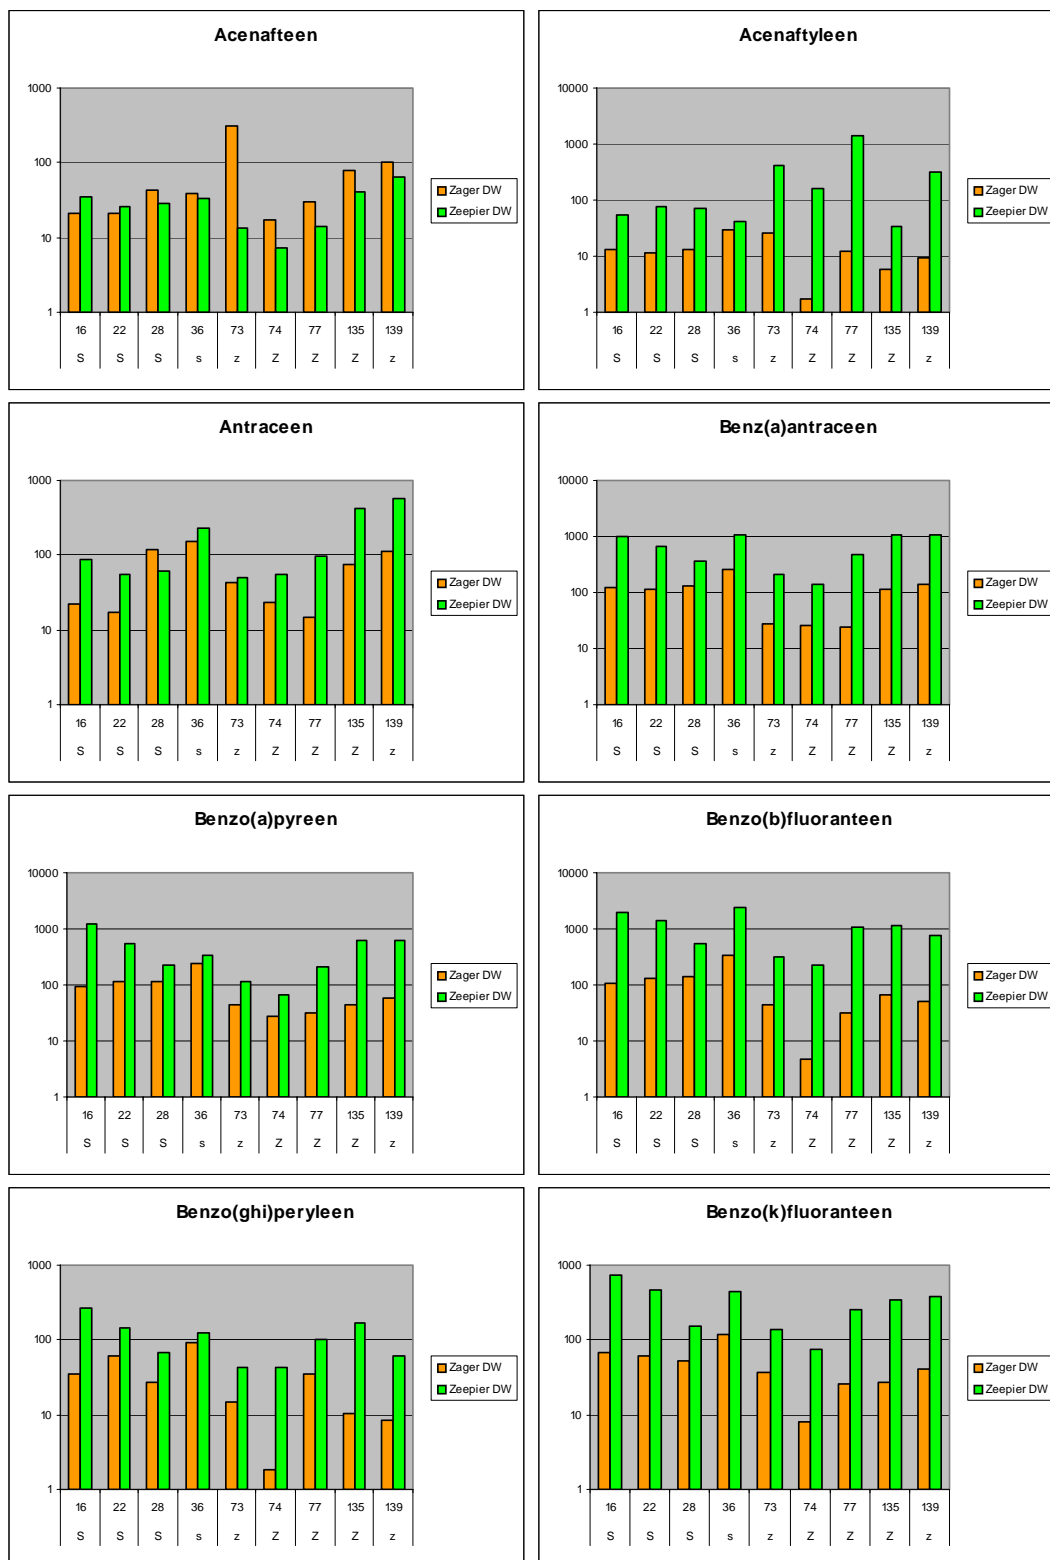 Acenafteen
1000
100
10
1
16 22 28 36 73 74 77 135 139
S S S s z Z Z Z z
Zager DW
Zeepier DW
Acenaftyleen
10000
1000
100
10
1
16 22 28 36 73 74 77 135 139
S S S s z Z Z Z z
Zager DW
Zeepier DW
Antraceen
1000
100
10
1
16 22 28 36 73 74 77 135 139
S S S s z Z Z Z z
Zager DW
Zeepier DW
Benz(a)antraceen
10000
1000
100
10
1
16 22 28 36 73 74 77 135 139
S S S s z Z Z Z z
Zager DW
Zeepier DW
Benzo(a)pyreen
10000
1000
100
10
1
16 22 28 36 73 74 77 135 139
S S S s z Z Z Z z
Zager DW
Zeepier DW
Benzo(b)fluoranteen
10000
1000
100
10
1
16 22 28 36 73 74 77 135 139
S S S s z Z Z Z z
Zager DW
Zeepier DW
Benzo(ghi)peryleen
1000
100
10
1
16 22 28 36 73 74 77 135 139
S S S s z Z Z Z z
Zager DW
Zeepier DW
Benzo(k)fluoranteen
1000
100
10
1
16 22 28 36 73 74 77 135 139
S S S s z Z Z Z z
Zager DW
Zeepier DW